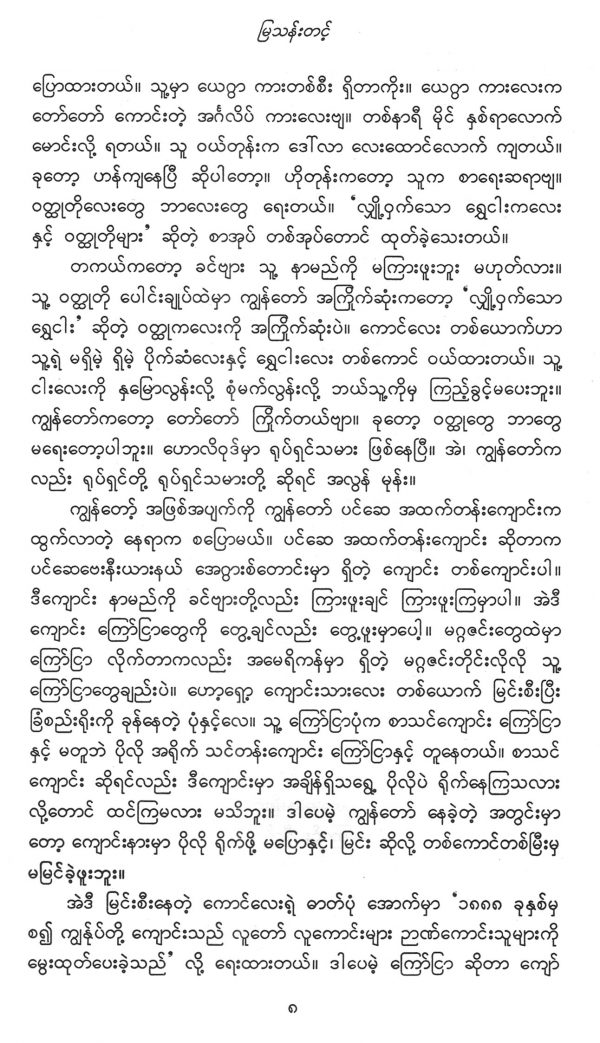 မြသန်းတင့်
ပြောထားတယ်။ သူ့မှာ ယေဂွာ ကားတစ်စီး ရှိတာကိုး။ ယေဂွာ ကားလေးက
တော်တော် ကောင်းတဲ့ အင်္ဂလိပ် ကားလေးဗျ။ တစ်နာရီ မိုင် နှစ်ရာလောက်
မောင်းလို့ ရတယ်။ သူ ဝယ်တုန်းက ဒေါ်လာ လေးထောင်လောက် ကျတယ်။
ခုတော့ ဟန်ကျနေပြီ ဆိုပါတော့။ ဟိုတုန်းကတော့ သူက စာရေးဆရာဗျ။
ဝတ္ထုတိုလေးတွေ ဘာလေးတွေ ရေးတယ်။ ‘လျှို့ဝှက်သော ရွှေငါးကလေး
နှင့် ဝတ္ထုတိုများ’ ဆိုတဲ့ စာအုပ် တစ်အုပ်တောင် ထုတ်ခဲ့သေးတယ်။
တကယ်ကတော့ ခင်ဗျား သူ့ နာမည်ကို မကြားဖူးဘူး မဟုတ်လား။
သူ့ ဝတ္ထုတို ပေါင်းချုပ်ထဲမှာ ကျွန်တော် အကြိုက်ဆုံးကတော့ ‘လျှို့ဝှက်သော
ရွှေငါး’ ဆိုတဲ့ ဝတ္ထုကလေးကို အကြိုက်ဆုံးပဲ။ ကောင်လေး တစ်ယောက်ဟာ
သူ့ရဲ့ မရှိမဲ့ ရှိမဲ့ ပိုက်ဆံလေးနှင့် ရွှေငါးလေး တစ်ကောင် ဝယ်ထားတယ်။ သူ့
ငါးလေးကို နှမြောလွန်းလို့ စုံမက်လွန်းလို့ ဘယ်သူ့ကိုမှ ကြည့်ခွင့်မပေးဘူး။
ကျွန်တော်ကတော့ တော်တော် ကြိုက်တယ်ဗျာ။ ခုတော့ ဝတ္ထုတွေ ဘာတွေ
မရေးတော့ပါဘူး။ ဟောလိဝုဒ်မှာ ရုပ်ရှင်သမား ဖြစ်နေပြီ။ အဲ၊ ကျွန်တော်က
လည်း ရုပ်ရှင်တို့ ရုပ်ရှင်သမားတို့ ဆိုရင် အလွန် မုန်း။
ကျွန်တော့် အဖြစ်အပျက်ကို ကျွန်တော် ပင်ဆေ အထက်တန်းကျောင်းက
ထွက်လာတဲ့ နေရာက စပြောမယ်။ ပင်ဆေ အထက်တန်းကျောင်း ဆိုတာက
ပင်ဆေဗေးနီးယားနယ် အေဂွားစ်တောင်းမှာ ရှိတဲ့ ကျောင်း တစ်ကျောင်းပါ။
ဒီကျောင်း နာမည်ကို ခင်ဗျားတို့လည်း ကြားဖူးချင် ကြားဖူးကြမှာပါ။ အဲဒီ
ကျောင်း ကြော်ငြာတွေကို တွေ့ချင်လည်း တွေ့ဖူးမှာပေါ့။ မဂ္ဂဇင်းတွေထဲမှာ
ကြော်ငြာ လိုက်တာကလည်း အမေရိကန်မှာ ရှိတဲ့ မဂ္ဂဇင်းတိုင်းလိုလို သူ့
ကြော်ငြာတွေချည်းပဲ။ ဟော့ရှော့ ကျောင်းသားလေး တစ်ယောက် မြင်းစီးပြီး
ခြံစည်းရိုးကို ခုန်နေတဲ့ ပုံနှင့်လေ။ သူ့ ကြော်ငြာပုံက စာသင်ကျောင်း ကြော်ငြာ
နှင့် မတူဘဲ ပိုလို အရိုက် သင်တန်းကျောင်း ကြော်ငြာနှင့် တူနေတယ်။ စာသင်
ကျောင်း ဆိုရင်လည်း ဒီကျောင်းမှာ အချိန်ရှိသရွေ့ ပိုလိုပဲ ရိုက်နေကြသလား
လို့တောင် ထင်ကြမလား မသိဘူး။ ဒါပေမဲ့ ကျွန်တော် နေခဲ့တဲ့ အတွင်းမှာ
တော့ ကျောင်းနားမှာ ပိုလို ရိုက်ဖို့ မပြောနှင့်၊ မြင်း ဆိုလို့ တစ်ကောင်တစ်မြီးမှ
မမြင်ခဲ့ဖူးဘူး။
အဲဒီ မြင်းစီးနေတဲ့ ကောင်လေးရဲ့ ဓာတ်ပုံ အောက်မှာ ‘၁၈၈၈ ခုနှစ်မှ
စ၍ ကျွန်ုပ်တို့ ကျောင်းသည် လူတော် လူကောင်းများ ဉာဏ်ကောင်းသူများကို
မွေးထုတ်ပေးခဲ့သည်’ လို့ ရေးထားတယ်။ ဒါပေမဲ့ ကြော်ငြာ ဆိုတာ ကျော်
၈